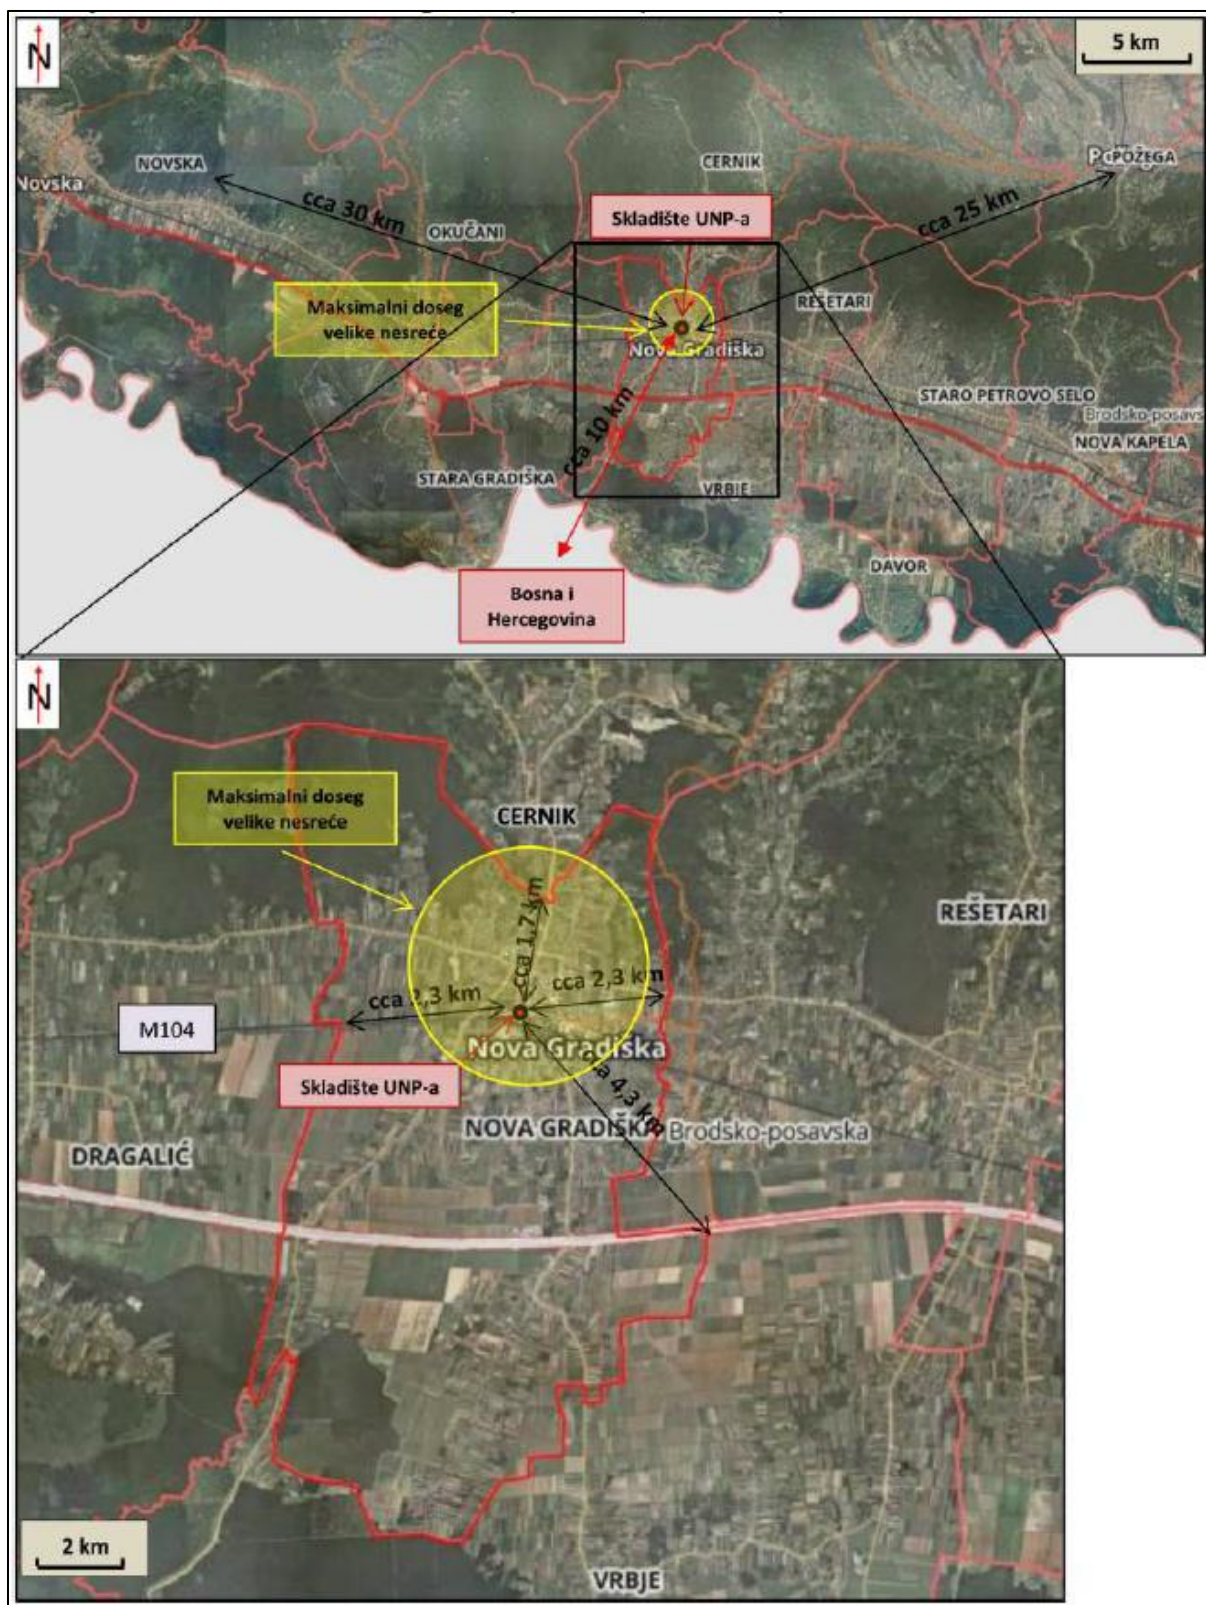 N
5 km
NOVSKA
CERNIK
POŽEGA
Novska
cca 30 km
cca 25 km
Skladište UNP-a
OKUČANI
Maksimalni doseg
velike nesreće
REŠETARI
Nova Gradiška
cca 10 km
STARO PETROVO SELO
Brodsko-posavs
NOVA KAPELA
STARA GRADIŠKA
VRBJE
DAVOR
Bosna i
Hercegovina
N
Maksimalni doseg
velike nesreće
CERNIK
REŠETARI
cca 1,7 km
cca 2,3 km
cca 2,3 km
M104
Nova Gradiška
Skladište UNP-a
cca 4,3 km
NOVA GRADIŠKA
Brodsko-posavska
DRAGALIĆ
2 km
VRBJE